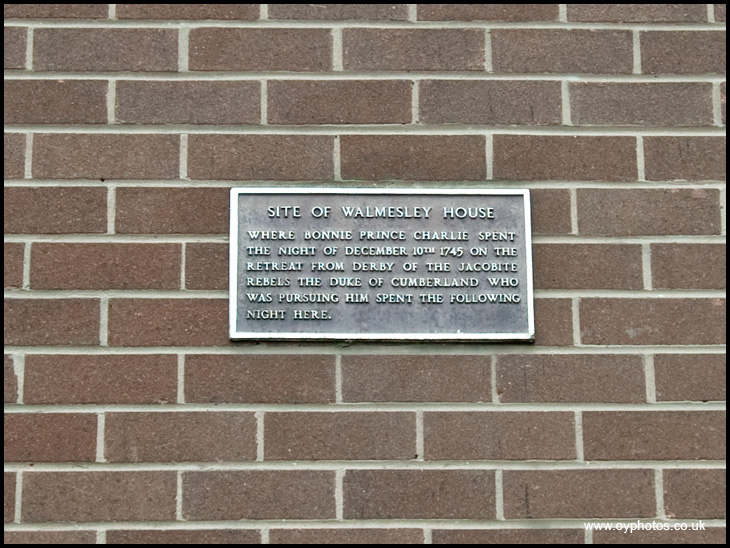 SITE OF WALMESLEY HOUSE
WHERE BONNIE PRINCE CHARLIE SPENT
THE NIGHT OF DECEMBER 10TH 1745 ON THE
RETREAT FROM DERBY OF THE JACOBITE
REBELS THE DUKE OF CUMBERLAND WHO
WAS PURSUING HIM SPENT THE FOLLOWING
NIGHT HERE.
www.oyphotos.co.uk